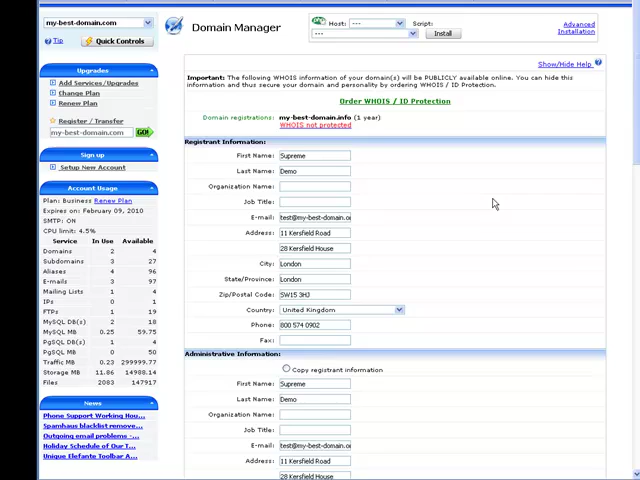 my-best-domain.com
Tip
Quick Controls
Domain Manager
Host: ---
Script:
---
Install
Advanced Installation
Upgrades
Add Services/Upgrades
Change Plan
Renew Plan
Register / Transfer
my-best-domain.com
GO!
Sign up
Setup New Account
Account Usage
Plan: Business Renew Plan
Expires on: February 09, 2010
SMTP: ON
CPU limit: 4.5%
Service In Use Available
Domains 2 4
Subdomains 3 27
Aliases 4 96
E-mails 3 97
Mailing Lists 1 4
IPs 0 1
FTPs 1 19
MySQL DB(s) 2 18
MySQL MB 0.25 59.75
PgSQL DB(s) 1 4
PgSQL MB 0 50
Traffic MB 0.23 299999.77
Storage MB 11.86 14988.14
Files 2083 147917
News
Phone Support Working Hou...
Spamhaus blacklist remove...
Outgoing email problems -...
Holiday Schedule of Our T...
Unique Elefante Toolbar A...
Show/Hide Help
Important: The following WHOIS information of your domain(s) will be PUBLICLY available online. You can hide this
information and thus secure your domain and personality by ordering WHOIS / ID Protection.
Order WHOIS / ID Protection
Domain registrations: my-best-domain.info (1 year)
WHOIS not protected
Registrant Information:
First Name: Supreme
Last Name: Demo
Organization Name:
Job Title:
E-mail: test@my-best-domain.o
Address: 11 Kersfield Road
28 Kersfield House
City: London
State/Province: London
Zip/Postal Code: SW15 3HJ
Country: United Kingdom
Phone: 800 574 0902
Fax:
Administrative Information:
Copy registrant information
First Name: Supreme
Last Name: Demo
Organization Name:
Job Title:
E-mail: test@my-best-domain.o
Address: 11 Kersfield Road
28 Kersfield House